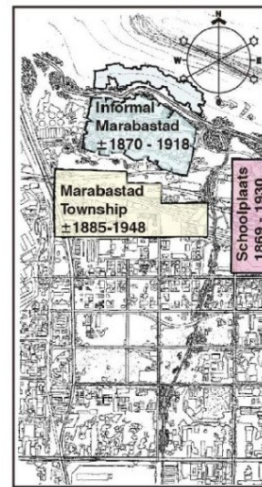 N
W
E
S
Informal
Marabastad
±1870 - 1918
Marabastad
Township
±1885-1948
Schoolplaats
1869 - 1930